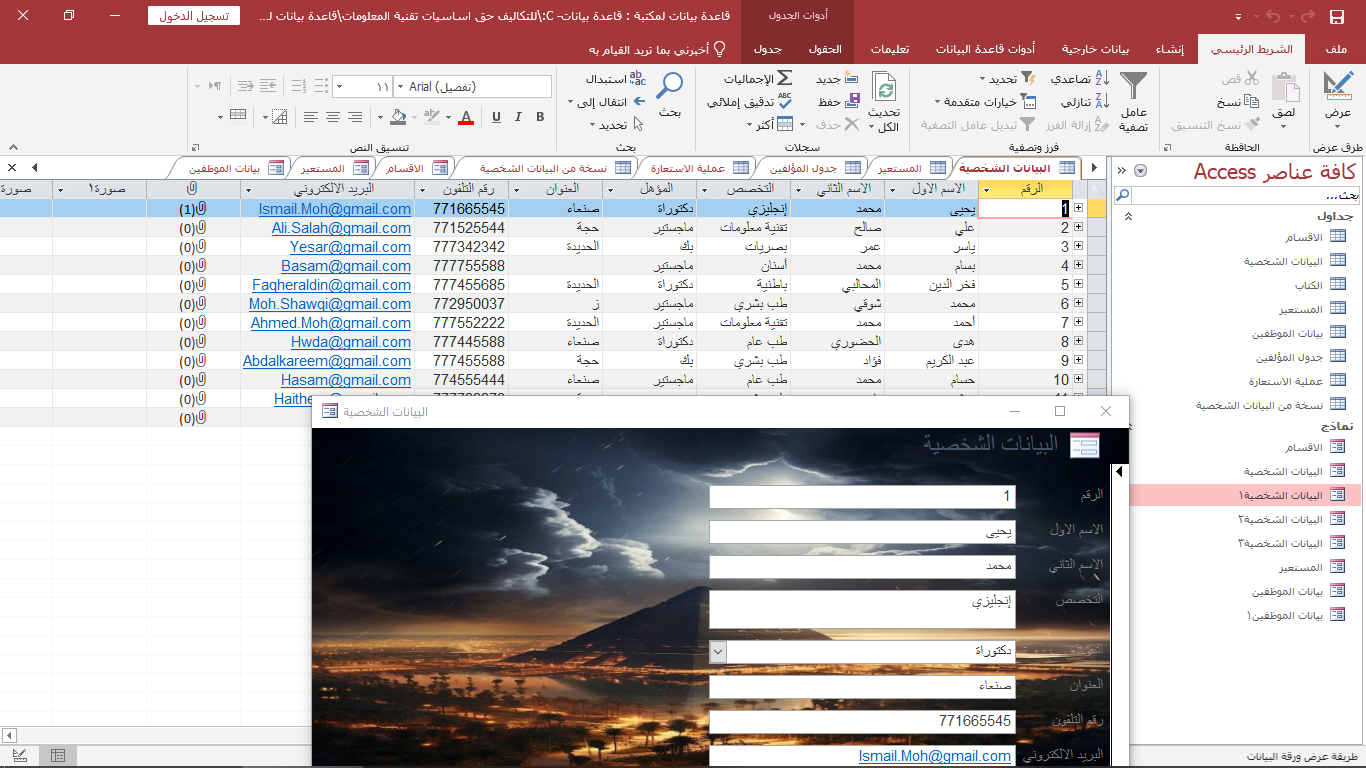 قاعدة بيانات لمكتبة : قاعدة بيانات- C:\للتكاليف حق اساسيات تقنية المعلومات\قاعدة بيانات لـ...
أدوات الجدول
تسجيل الدخول
ملف الشريط الرئيسي إنشاء بيانات خارجية أدوات قاعدة البيانات تعليمات الحقول جدول أخبرني بما تريد القيام به
عرض
طرق عرض
لصق
قص
نسخ
نسخ التنسيق
الحافظة
عامل تصفية
تصاعدي
تنازلي
إزالة الفرز
تحديد
خيارات متقدمة
تبديل عامل التصفية
فرز وتصفية
تحديث الكل
جديد
حفظ
حذف
الإجماليات
تدقيق إملائي
أكثر
سجلات
بحث
استبدال
انتقال إلى
تحديد
بحث
Arial (تفصيل)
١١
B I U A
تنسيق النص
كافة عناصر Access
بحث...
جداول
الاقسام
البيانات الشخصية
الكتاب
المستعير
بيانات الموظفين
جدول المؤلفين
عملية الاستعارة
نسخة من البيانات الشخصية
نماذج
الاقسام
البيانات الشخصية
البيانات الشخصية١
البيانات الشخصية٢
البيانات الشخصية٣
المستعير
بيانات الموظفين
بيانات الموظفين١
البيانات الشخصية المستعير جدول المؤلفين عملية الاستعارة نسخة من البيانات الشخصية الاقسام المستعير بيانات الموظفين
الرقم الاسم الاول الاسم الثاني التخصص المؤهل العنوان رقم التلفون البريد الالكتروني صورة١ صورة
1 يحيى محمد إنجليزي دكتوراة صنعاء 771665545 Ismail.Moh@gmail.com (1)
2 علي صالح تقنية معلومات ماجستير حجة 771525544 Ali.Salah@gmail.com (0)
3 ياسر عمر بصريات بك الحديدة 777342342 Yesar@gmail.com (0)
4 بسام محمد أسنان ماجستير 777755588 Basam@gmail.com (0)
5 فخر الدين المحالبي باطنية دكتوراة الحديدة 777455685 Faqheraldin@gmail.com (0)
6 محمد شوقي طب بشري ماجستير ز 772950037 Moh.Shawqi@gmail.com (0)
7 أحمد محمد تقنية معلومات ماجستير الحديدة 777552222 Ahmed.Moh@gmail.com (0)
8 هدى الحضوري طب عام دكتوراة صنعاء 777445588 Hwda@gmail.com (0)
9 عبد الكريم فؤاد طب بشري بك حجة 777455588 Abdalkareem@gmail.com (0)
10 حسام محمد طب عام ماجستير صنعاء 774555444 Hasam@gmail.com (0)
(0)
(0)
البيانات الشخصية
البيانات الشخصية
الرقم 1
الاسم الاول يحيى
الاسم الثاني محمد
التخصص إنجليزي
المؤهل دكتوراة
العنوان صنعاء
رقم التلفون 771665545
البريد الالكتروني Ismail.Moh@gmail.com
طريقة عرض ورقة البيانات